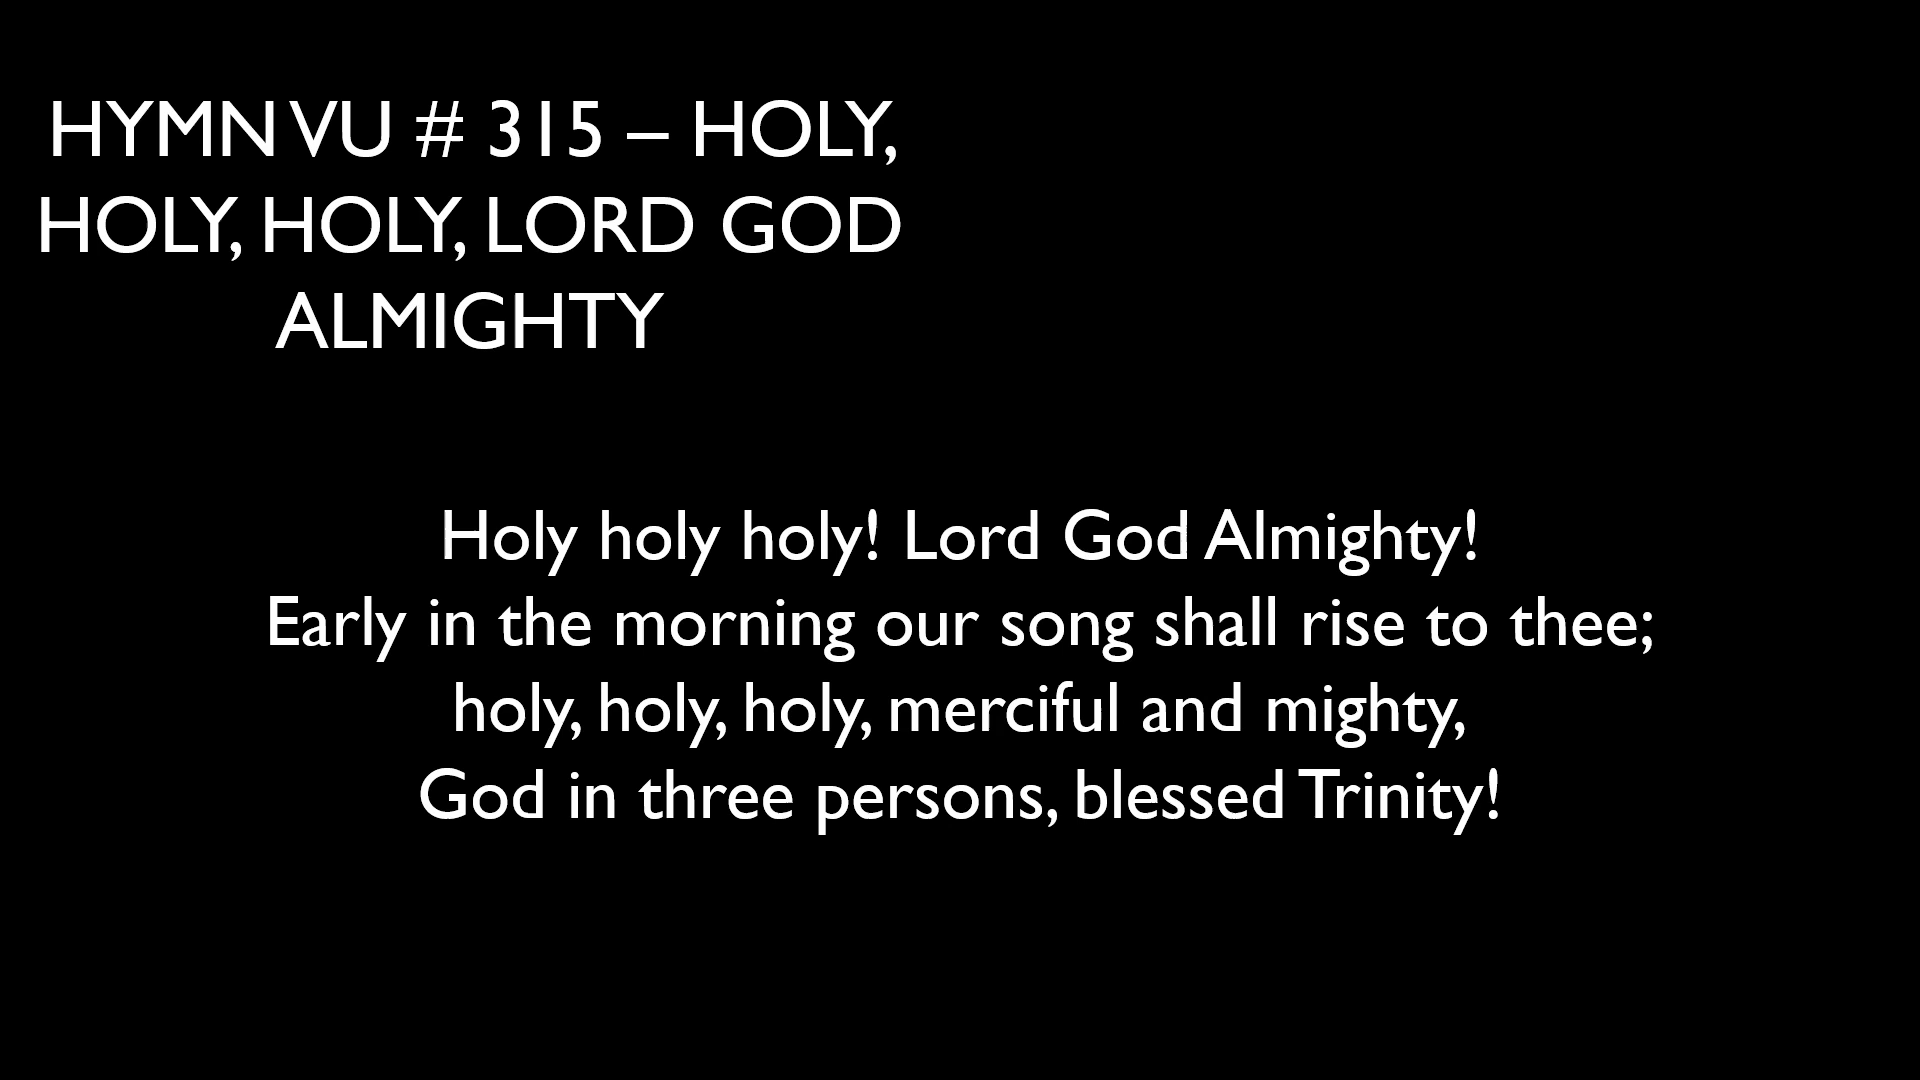 HYMN VU # 315 – HOLY,
HOLY, HOLY, LORD GOD
ALMIGHTY
Holy holy holy! Lord God Almighty!
Early in the morning our song shall rise to thee;
holy, holy, holy, merciful and mighty,
God in three persons, blessed Trinity!